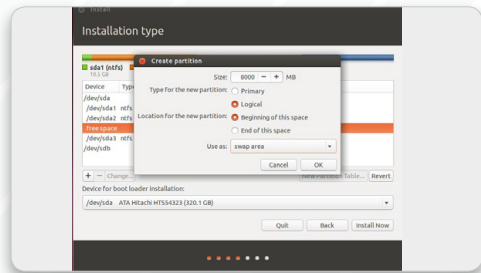 Install
Installation type
sda1 (ntfs)
10.5 GB
Create partition
Size: 8000 - + MB
Type for the new partition: Primary
Logical
Location for the new partition: Beginning of this space
End of this space
Use as: swap area
Cancel OK
Device Type
/dev/sda
/dev/sda1 ntfs
/dev/sda2 ntfs
free space
/dev/sdb
+ - Change... New Partition Table... Revert
Device for boot loader installation:
/dev/sda ATA Hitachi HTS54323 (320.1 GB)
Quit Back Install Now